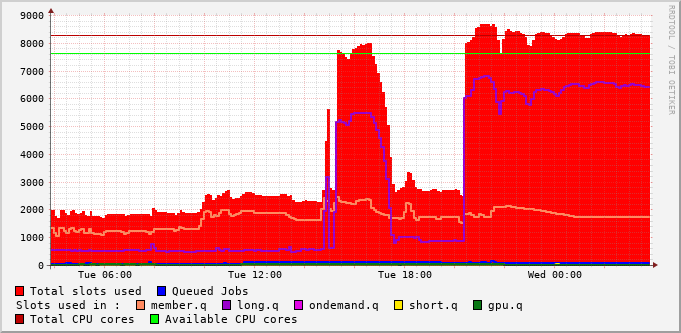 RRDTOOL / TOBI OETIKER
9000
8000
7000
6000
5000
4000
3000
2000
1000
0
Tue 06:00 Tue 12:00 Tue 18:00 Wed 00:00
Total slots used Queued Jobs
Slots used in : member.q long.q ondemand.q short.q gpu.q
Total CPU cores Available CPU cores